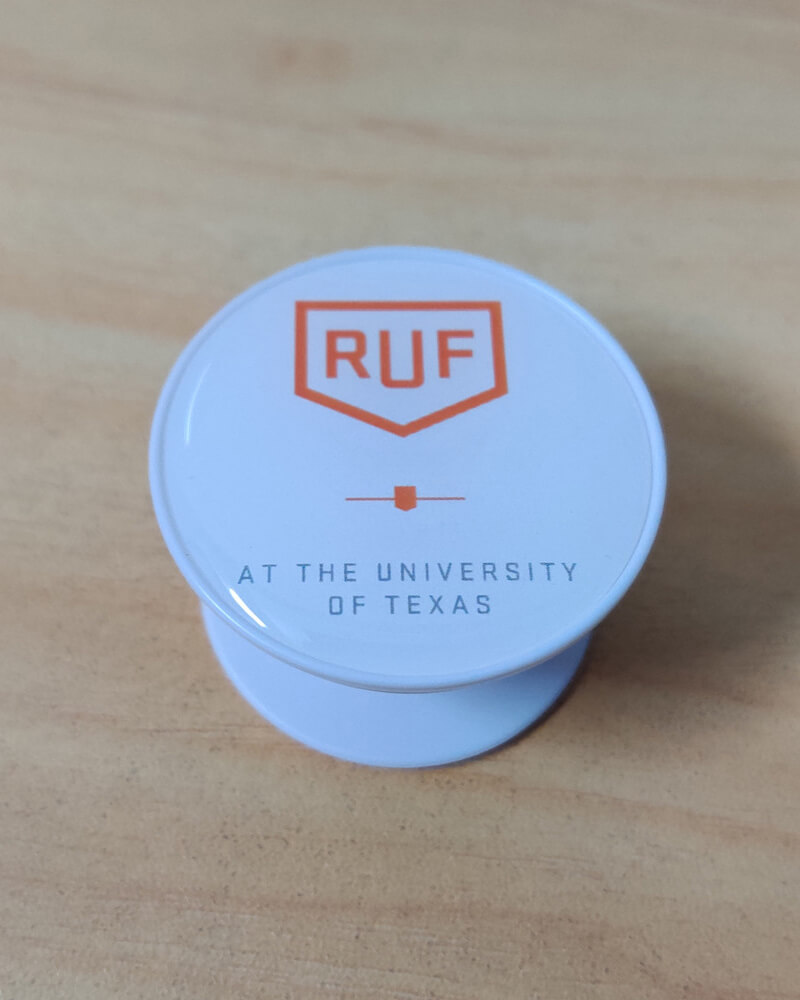 RUF
AT THE UNIVERSITY
OF TEXAS